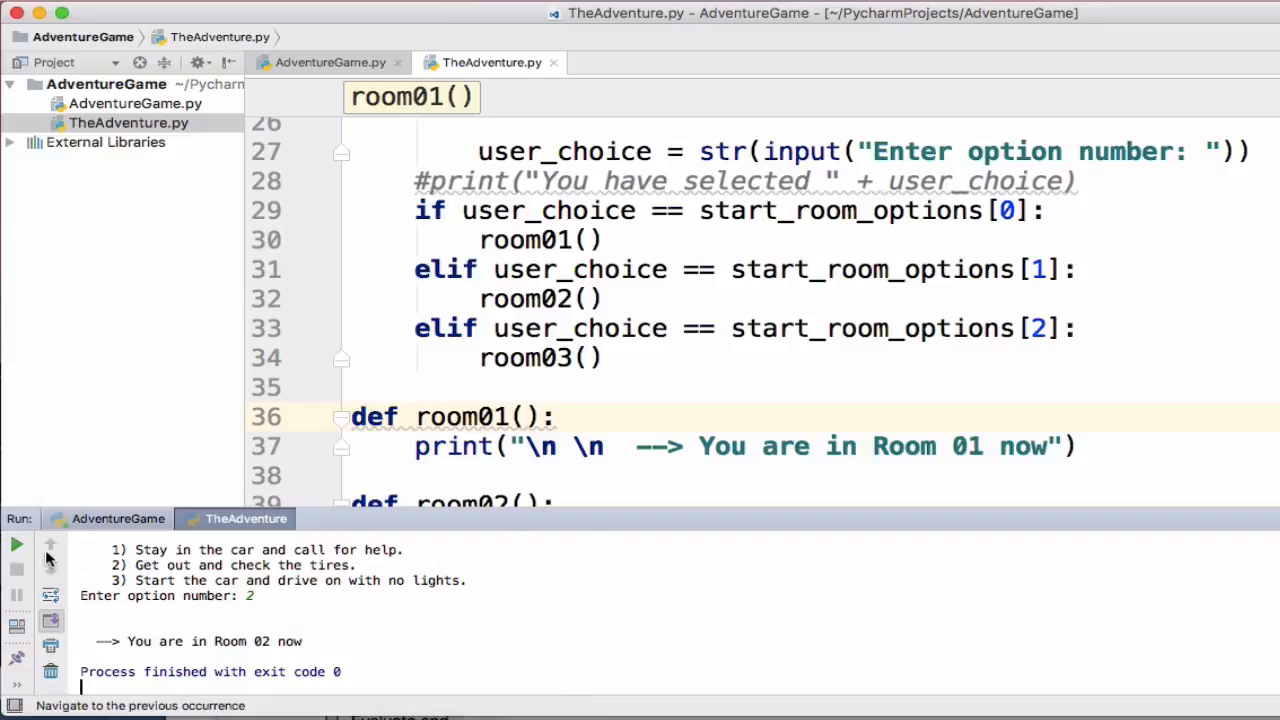 TheAdventure.py - AdventureGame - [~/PycharmProjects/AdventureGame]
AdventureGame TheAdventure.py
Project AdventureGame.py TheAdventure.py
AdventureGame ~/Pycharm
AdventureGame.py
TheAdventure.py
External Libraries
room01()
26
27 user_choice = str(input("Enter option number: "))
28 #print("You have selected " + user_choice)
29 if user_choice == start_room_options[0]:
30 room01()
31 elif user_choice == start_room_options[1]:
32 room02()
33 elif user_choice == start_room_options[2]:
34 room03()
35
36 def room01():
37 print("\n \n --> You are in Room 01 now")
38
39 def room02():
Run: AdventureGame TheAdventure
1) Stay in the car and call for help.
2) Get out and check the tires.
3) Start the car and drive on with no lights.
Enter option number: 2
--> You are in Room 02 now
Process finished with exit code 0
Navigate to the previous occurrence